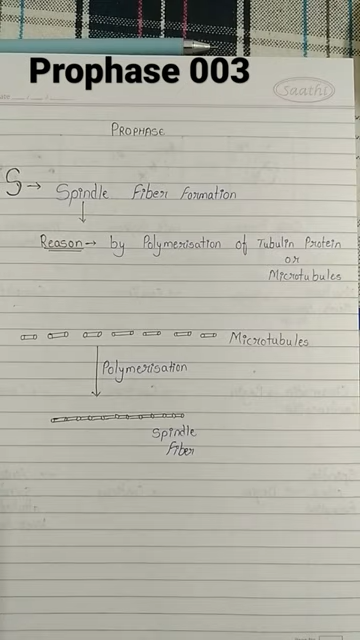 Prophase 003
Saathi
PROPHASE
S → Spindle Fiber Formation
Reason → by Polymerisation of Tubulin Protein
or
Microtubules
Microtubules
Polymerisation
Spindle
Fiber